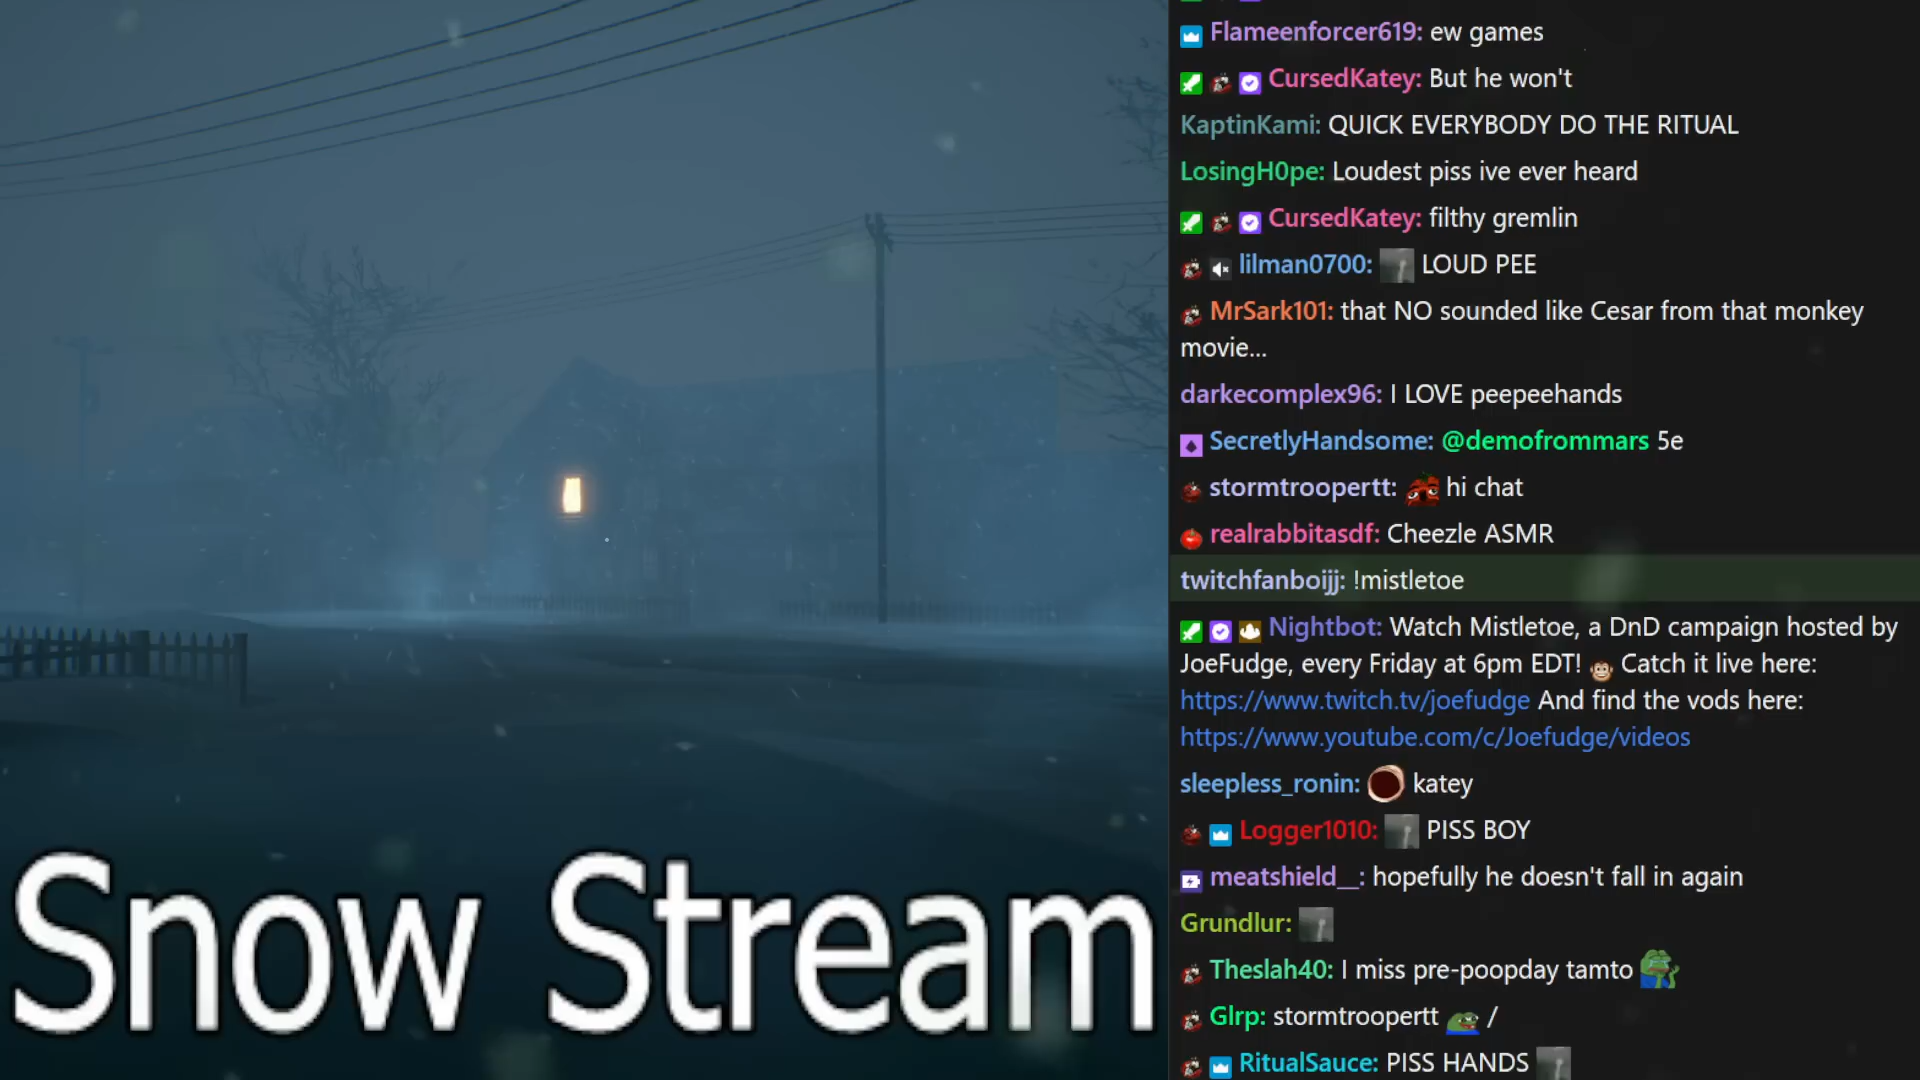 Flameenforcer619: ew games
CursedKatey: But he won't
KaptinKami: QUICK EVERYBODY DO THE RITUAL
LosingH0pe: Loudest piss ive ever heard
CursedKatey: filthy gremlin
lilman0700: LOUD PEE
MrSark101: that NO sounded like Cesar from that monkey
movie...
darkecomplex96: I LOVE peepeehands
SecretlyHandsome: @demofrommars 5e
stormtroopertt: hi chat
realrabbitasdf: Cheezle ASMR
twitchfanboijj: !mistletoe
Nightbot: Watch Mistletoe, a DnD campaign hosted by
JoeFudge, every Friday at 6pm EDT! Catch it live here:
https://www.twitch.tv/joefudge And find the vods here:
https://www.youtube.com/c/Joefudge/videos
sleepless_ronin: katey
Logger1010: PISS BOY
meatshield__: hopefully he doesn't fall in again
Grundlur:
Theslah40: I miss pre-poopday tamto
Glrp: stormtroopertt /
RitualSauce: PISS HANDS
Snow Stream